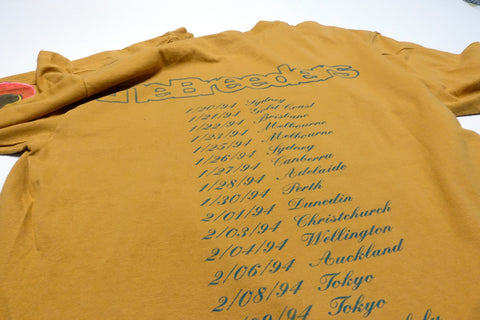 theBreeders
1/20/94 Sydney
1/21/94 Gold Coast
1/22/94 Brisbane
1/23/94 Melbourne
1/25/94 Melbourne
1/26/94 Sydney
1/27/94 Canberra
1/28/94 Adelaide
1/30/94 Perth
2/01/94 Dunedin
2/03/94 Christchurch
2/04/94 Wellington
2/06/94 Auckland
2/08/94 Tokyo
Tokyo